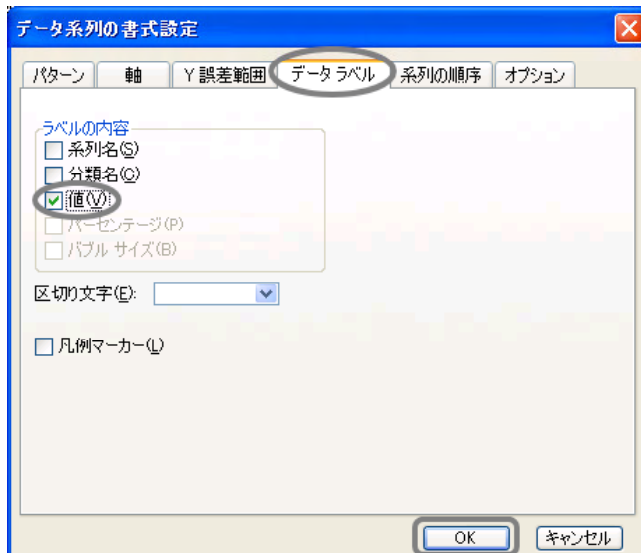 データ系列の書式設定
パターン 軸 Y 誤差範囲 データ ラベル 系列の順序 オプション
ラベルの内容
系列名(S)
分類名(C)
値(V)
パーセンテージ(P)
バブル サイズ(B)
区切り文字(E):
凡例マーカー(L)
OK キャンセル